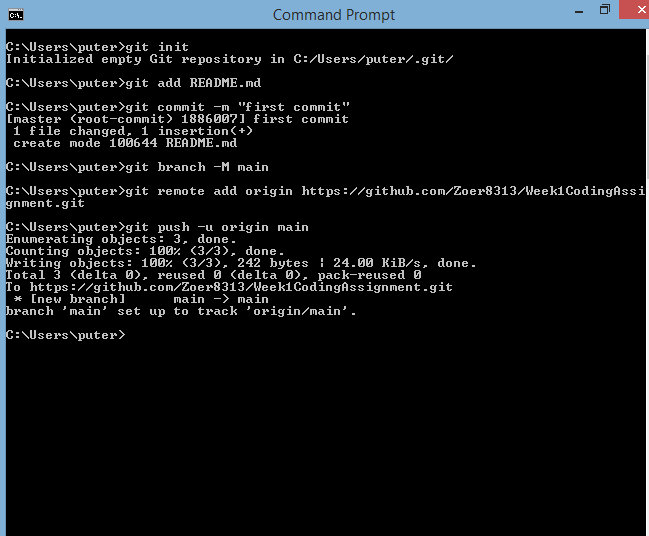 Command Prompt
C:\Users\puter>git init
Initialized empty Git repository in C:/Users/puter/.git/
C:\Users\puter>git add README.md
C:\Users\puter>git commit -m "first commit"
[master (root-commit) 1886007] first commit
 1 file changed, 1 insertion(+)
 create mode 100644 README.md
C:\Users\puter>git branch -M main
C:\Users\puter>git remote add origin https://github.com/Zoer8313/Week1CodingAssi
gnment.git
C:\Users\puter>git push -u origin main
Enumerating objects: 3, done.
Counting objects: 100% (3/3), done.
Writing objects: 100% (3/3), 242 bytes | 24.00 KiB/s, done.
Total 3 (delta 0), reused 0 (delta 0), pack-reused 0
To https://github.com/Zoer8313/Week1CodingAssignment.git
 * [new branch]      main -> main
branch 'main' set up to track 'origin/main'.
C:\Users\puter>